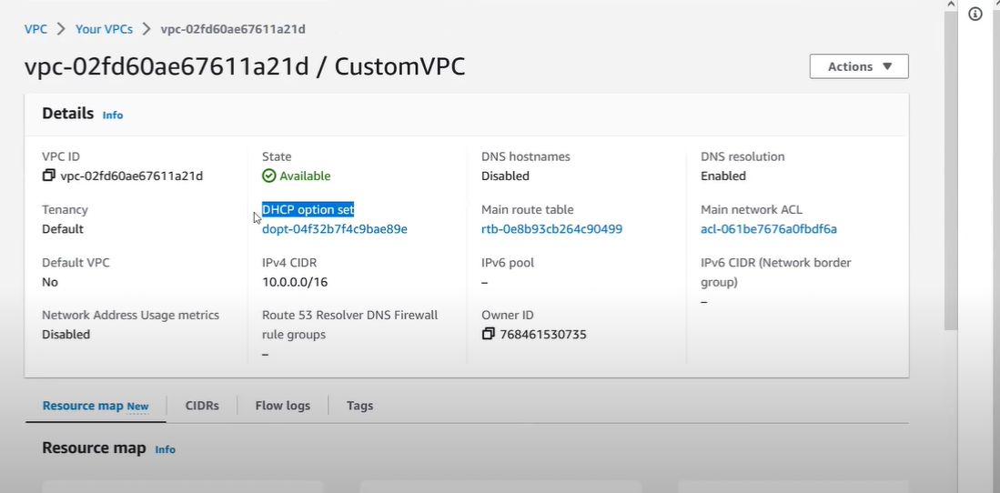 VPC > Your VPCs > vpc-02fd60ae67611a21d
vpc-02fd60ae67611a21d / CustomVPC
Actions
Details Info
VPC ID
vpc-02fd60ae67611a21d
State
Available
DNS hostnames
Disabled
DNS resolution
Enabled
Tenancy
Default
DHCP option set
dopt-04f32b7f4c9bae89e
Main route table
rtb-0e8b93cb264c90499
Main network ACL
acl-061be7676a0fbdf6a
Default VPC
No
IPv4 CIDR
10.0.0.0/16
IPv6 pool
–
IPv6 CIDR (Network border
group)
–
Network Address Usage metrics
Disabled
Route 53 Resolver DNS Firewall
rule groups
–
Owner ID
768461530735
Resource map New
CIDRs
Flow logs
Tags
Resource map Info